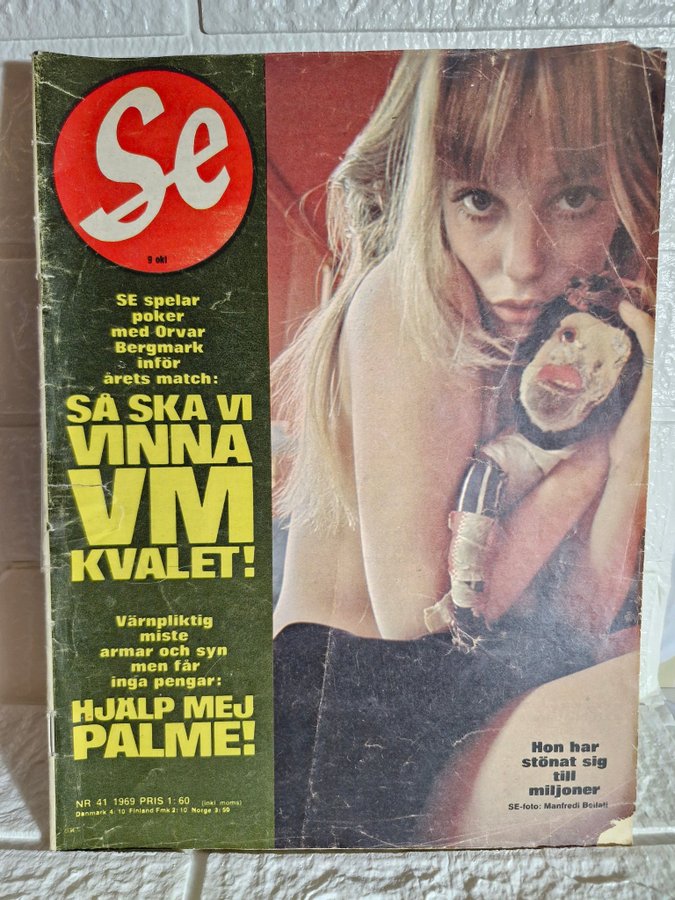 Se
9 okt
SE spelar
poker
med Orvar
Bergmark
inför
årets match:
SÅ SKA VI
VINNA
VM
KVALET!
Värnpliktig
miste
armar och syn
men får
inga pengar:
HJÄLP MEJ
PALME!
NR 41 1969 PRIS 1:60 (inkl moms)
Danmark 4:10 Finland Fmk 2:10 Norge 3:50
Hon har
stönat sig
till
miljoner
SE-foto: Manfredi Bellati